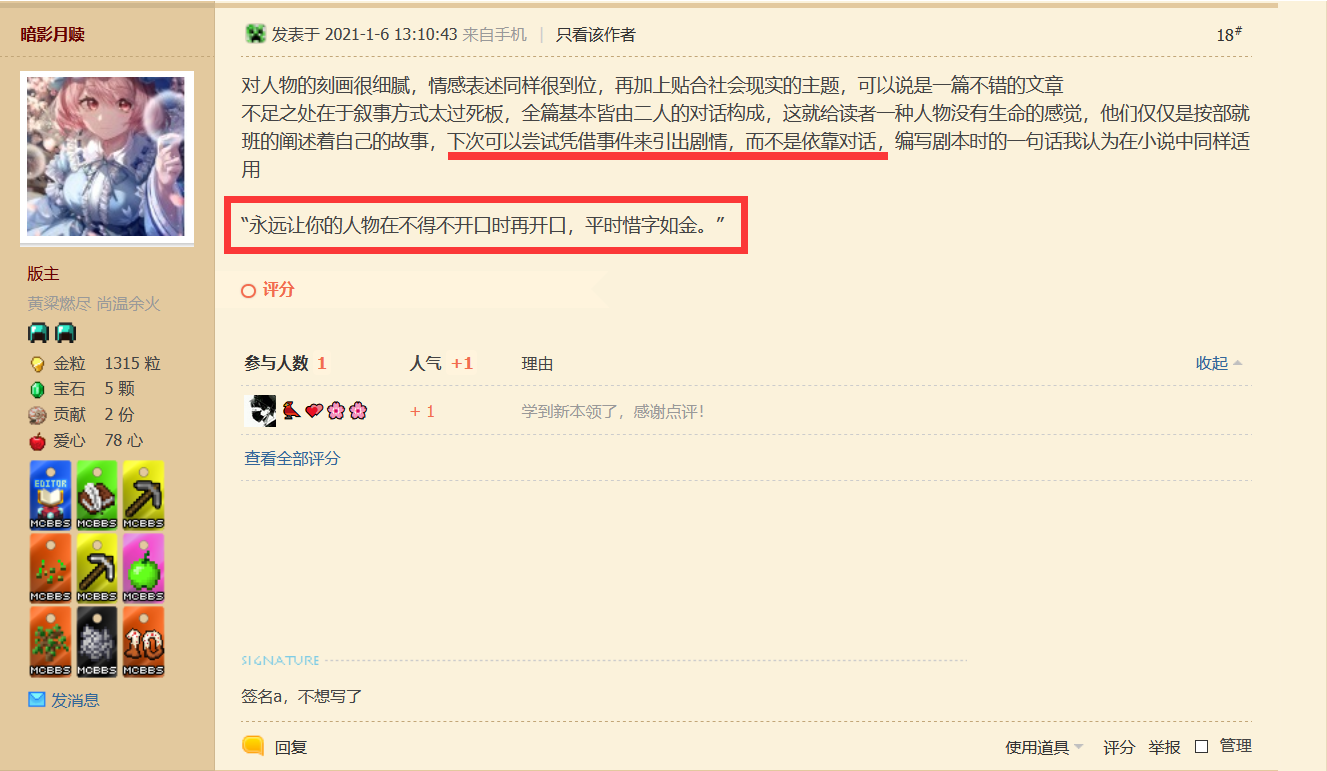 暗影月赎
发表于 2021-1-6 13:10:43 来自手机 | 只看该作者
18#
对人物的刻画很细腻，情感表述同样很到位，再加上贴合社会现实的主题，可以说是一篇不错的文章
不足之处在于叙事方式太过死板，全篇基本皆由二人的对话构成，这就给读者一种人物没有生命的感觉，他们仅仅是按部就
班的阐述着自己的故事，下次可以尝试凭借事件来引出剧情，而不是依靠对话，编写剧本时的一句话我认为在小说中同样适
用
“永远让你的人物在不得不开口时再开口，平时惜字如金。”
版主
黄粱燃尽 尚温余火
金粒 1315 粒
宝石 5 颗
贡献 2 份
爱心 78 心
EDITOR
MCBBS MCBBS MCBBS
MCBBS MCBBS MCBBS
10
MCBBS MCBBS MCBBS
发消息
评分
参与人数 1 人气 +1 理由 收起
+ 1 学到新本领了，感谢点评！
查看全部评分
SIGNATURE
签名a，不想写了
回复 使用道具 评分 举报 管理